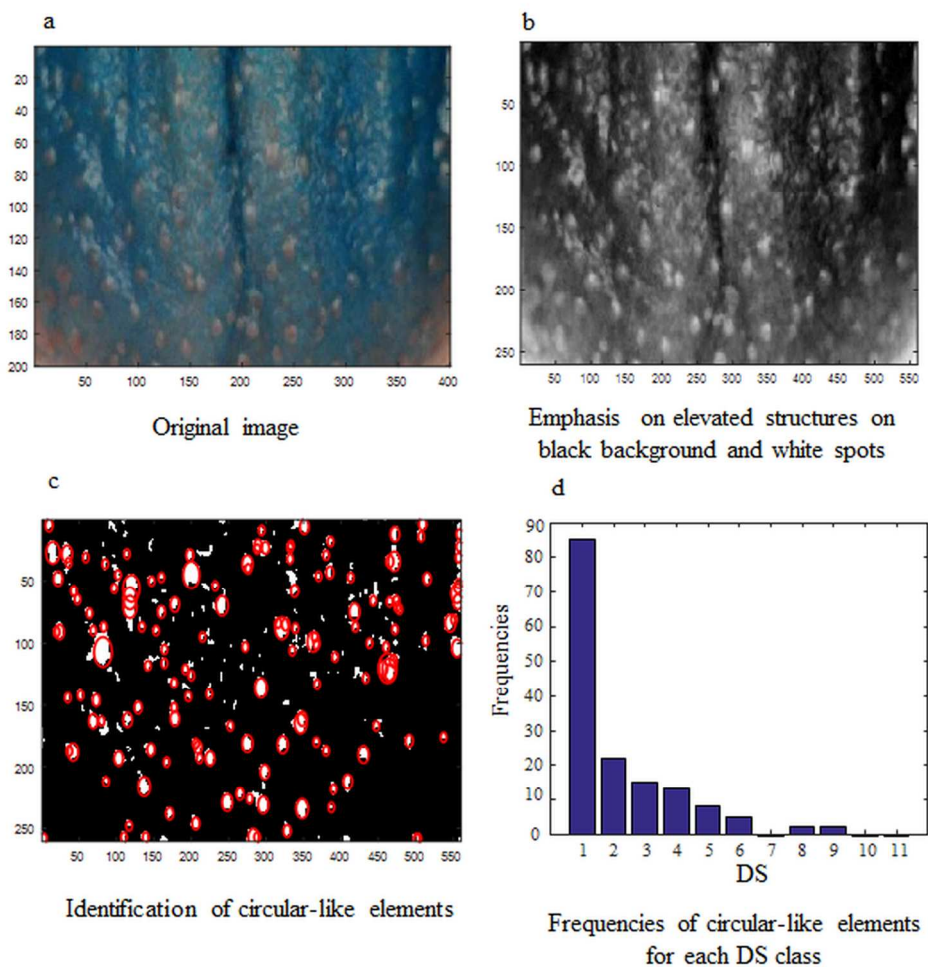 a
20
40
60
80
100
120
140
160
180
200
50 100 150 200 250 300 350 400
Original image
b
50
100
150
200
250
50 100 150 200 250 300 350 400 450 500 550
Emphasis on elevated structures on
black background and white spots
c
50
100
150
200
250
50 100 150 200 250 300 350 400 450 500 550
Identification of circular-like elements
d
90
80
70
60
50
40
30
20
10
0
Frequencies
1 2 3 4 5 6 7 8 9 10 11
DS
Frequencies of circular-like elements
for each DS class